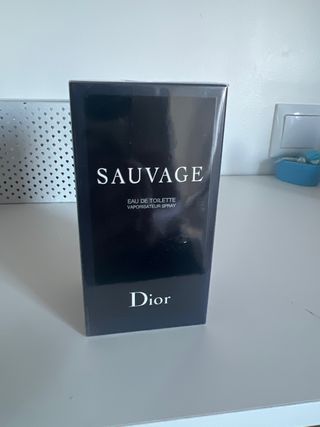 SAUVAGE
EAU DE TOILETTE
VAPORISATEUR SPRAY
Dior